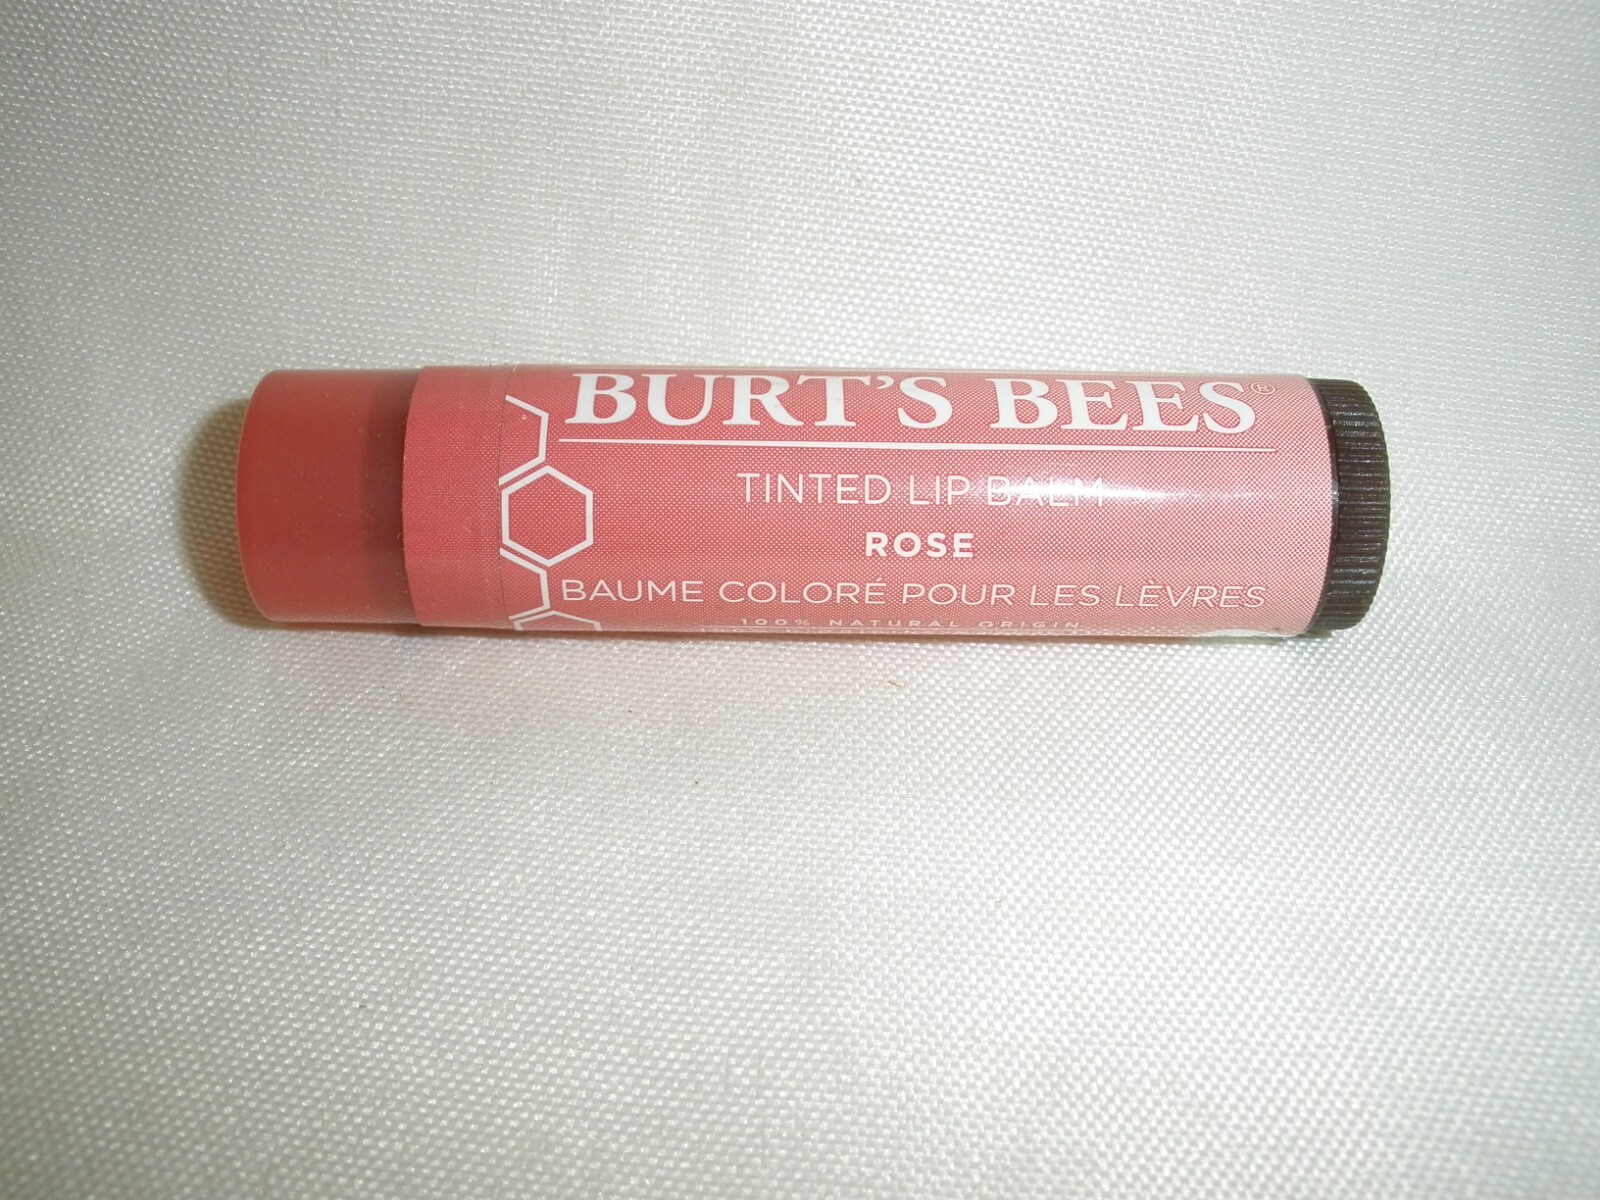 BURT'S BEES®
TINTED LIP BALM
ROSE
BAUME COLORÉ POUR LES LÈVRES
100% NATURAL ORIGIN